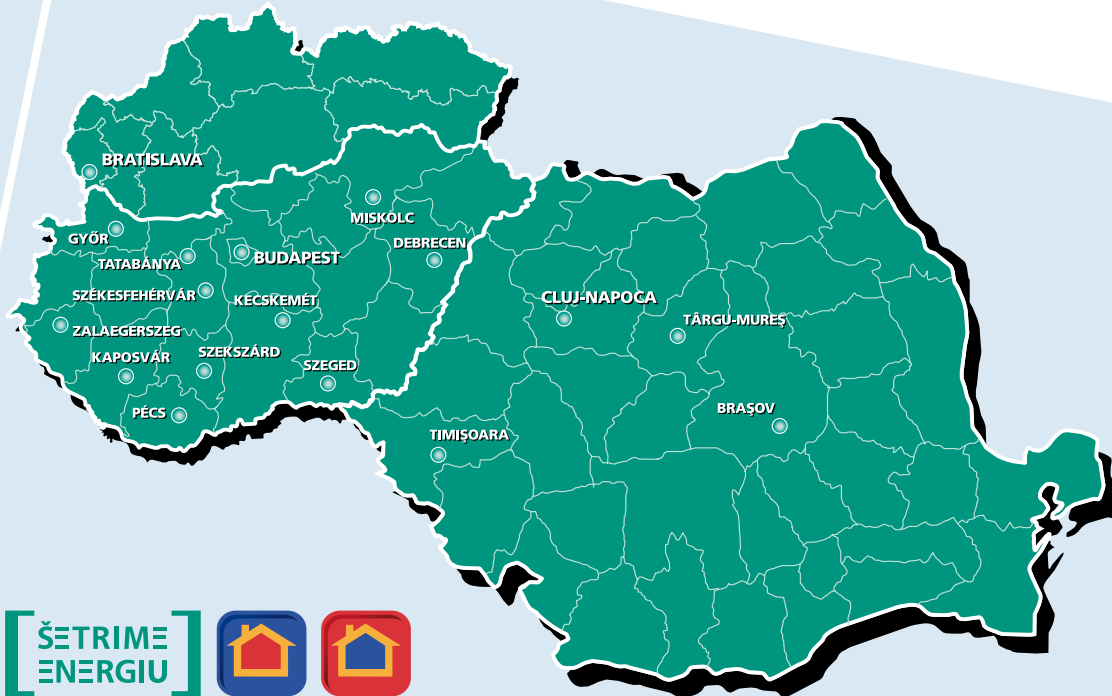 BRATISLAVA
MISKOLC
GYŐR
DEBRECEN
TATABÁNYA
BUDAPEST
SZÉKESFEHÉRVÁR
KECSKEMÉT
CLUJ-NAPOCA
TÂRGU-MUREŞ
ZALAEGERSZEG
KAPOSVÁR
SZEKSZÁRD
SZEGED
PÉCS
BRAŞOV
TIMIŞOARA
ŠETRIME
ENERGIU